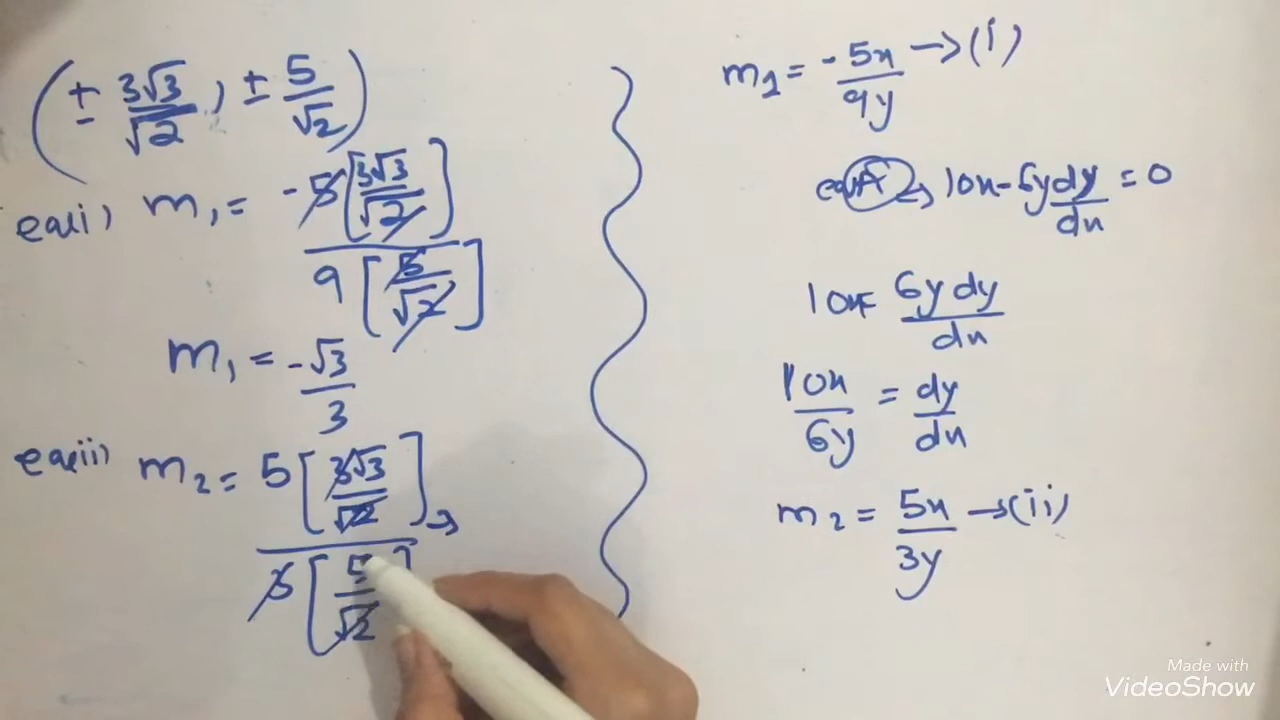 (± 3√3/√2, ± 5/√2)
eq(i) m₁ = -5[3√3/√2] / 9[5/√2]
m₁ = -√3/3
eq(ii) m₂ = 5[3√3/√2] / 3[5/√2] →
m₁ = -5x/9y → (i)
→ 10x - 6y dy/dx = 0
10x = 6y dy/dx
10x/6y = dy/dx
m₂ = 5x/3y → (ii)
Made with
VideoShow